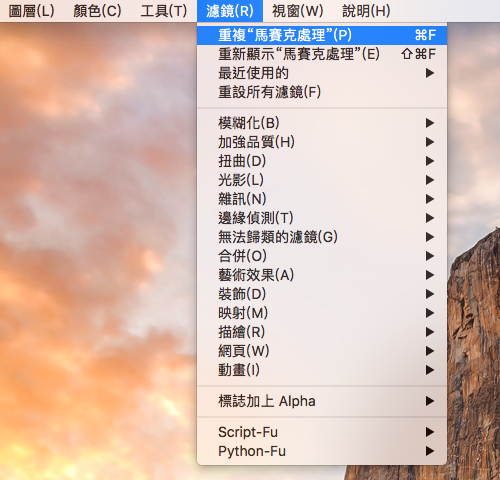 圖層(L) 顏色(C) 工具(T) 濾鏡(R) 視窗(W) 說明(H)
重複“馬賽克處理”(P) ⌘F
重新顯示“馬賽克處理”(E) ⇧⌘F
最近使用的
重設所有濾鏡(F)
模糊化(B)
加強品質(H)
扭曲(D)
光影(L)
雜訊(N)
邊緣偵測(T)
無法歸類的濾鏡(G)
合併(O)
藝術效果(A)
裝飾(D)
映射(M)
描繪(R)
網頁(W)
動畫(I)
標誌加上 Alpha
Script-Fu
Python-Fu